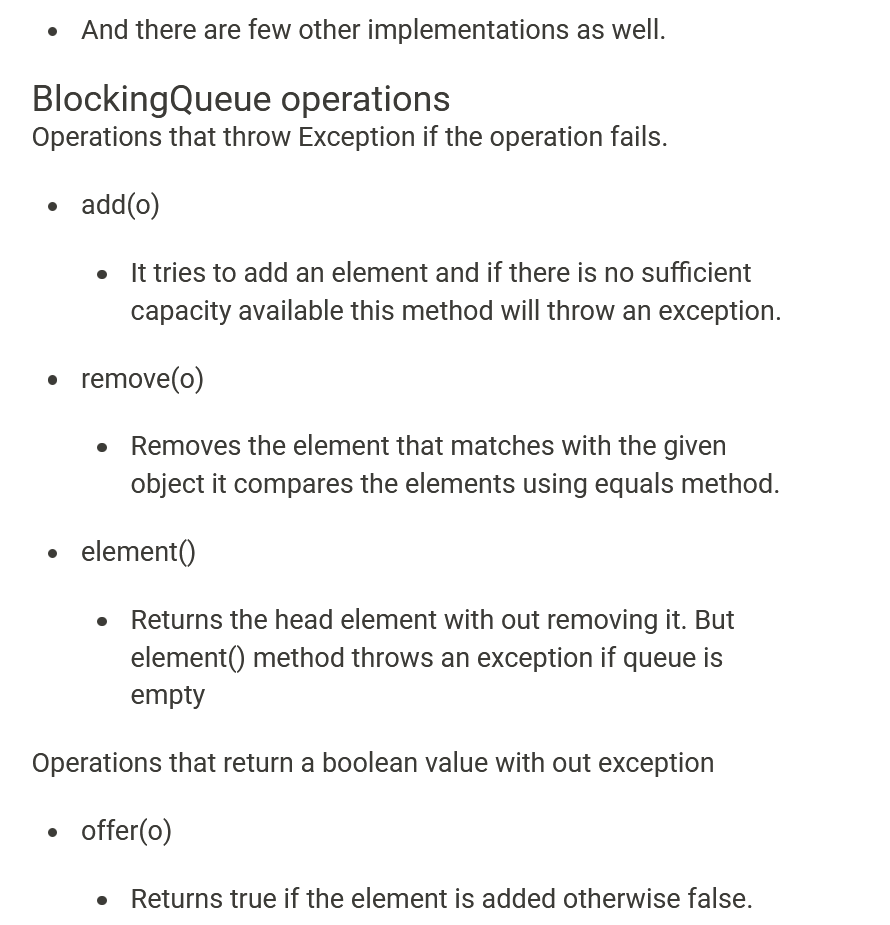 And there are few other implementations as well.
BlockingQueue operations
Operations that throw Exception if the operation fails.
add(o)
It tries to add an element and if there is no sufficient
capacity available this method will throw an exception.
remove(o)
Removes the element that matches with the given
object it compares the elements using equals method.
element()
Returns the head element with out removing it. But
element() method throws an exception if queue is
empty
Operations that return a boolean value with out exception
offer(o)
Returns true if the element is added otherwise false.